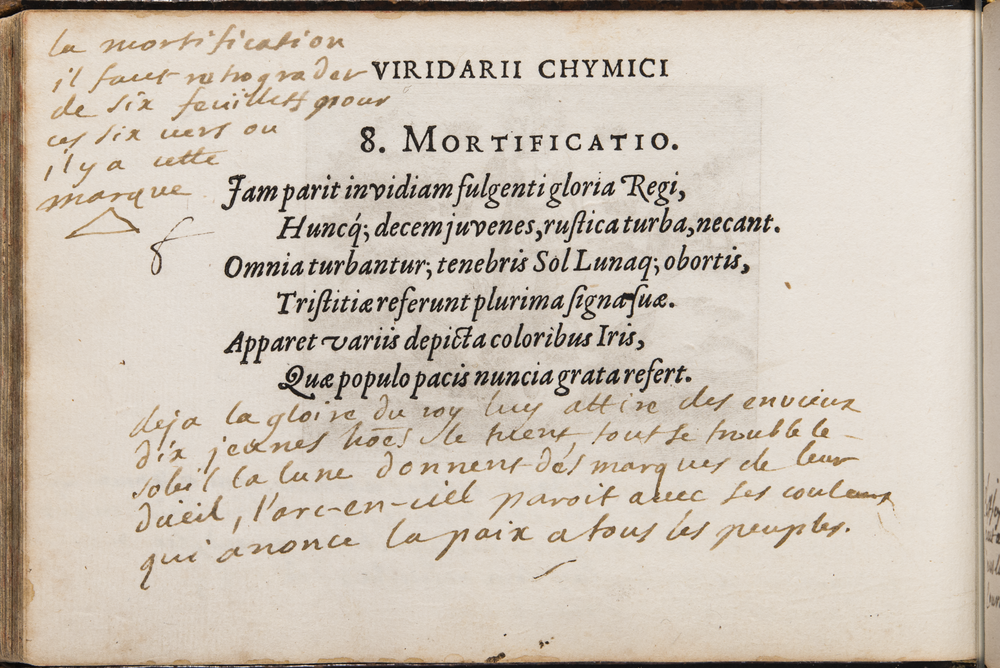 la mortification
il faut retrograder
de six feuillets pour
ces six vers ou
il y a cette
marque
8
VIRIDARII CHYMICI
8. MORTIFICATIO.
Jam parit invidiam fulgenti gloria Regi,
Huncq́; decem juvenes, rustica turba, necant.
Omnia turbantur; tenebris Sol Lunaq; obortis,
Tristitiæ referunt plurima signa suæ.
Apparet variis depicta coloribus Iris,
Quæ populo pacis nuncia grata refert.
deja la gloire du roy luy attire des envieux
dix jeunes hões le tuent, tout se trouble le
soleil la lune donnent des marques de leur
dueil, l'arc-en-ciel paroit avec ses couleurs
qui anonce la paix a tous les peuples.